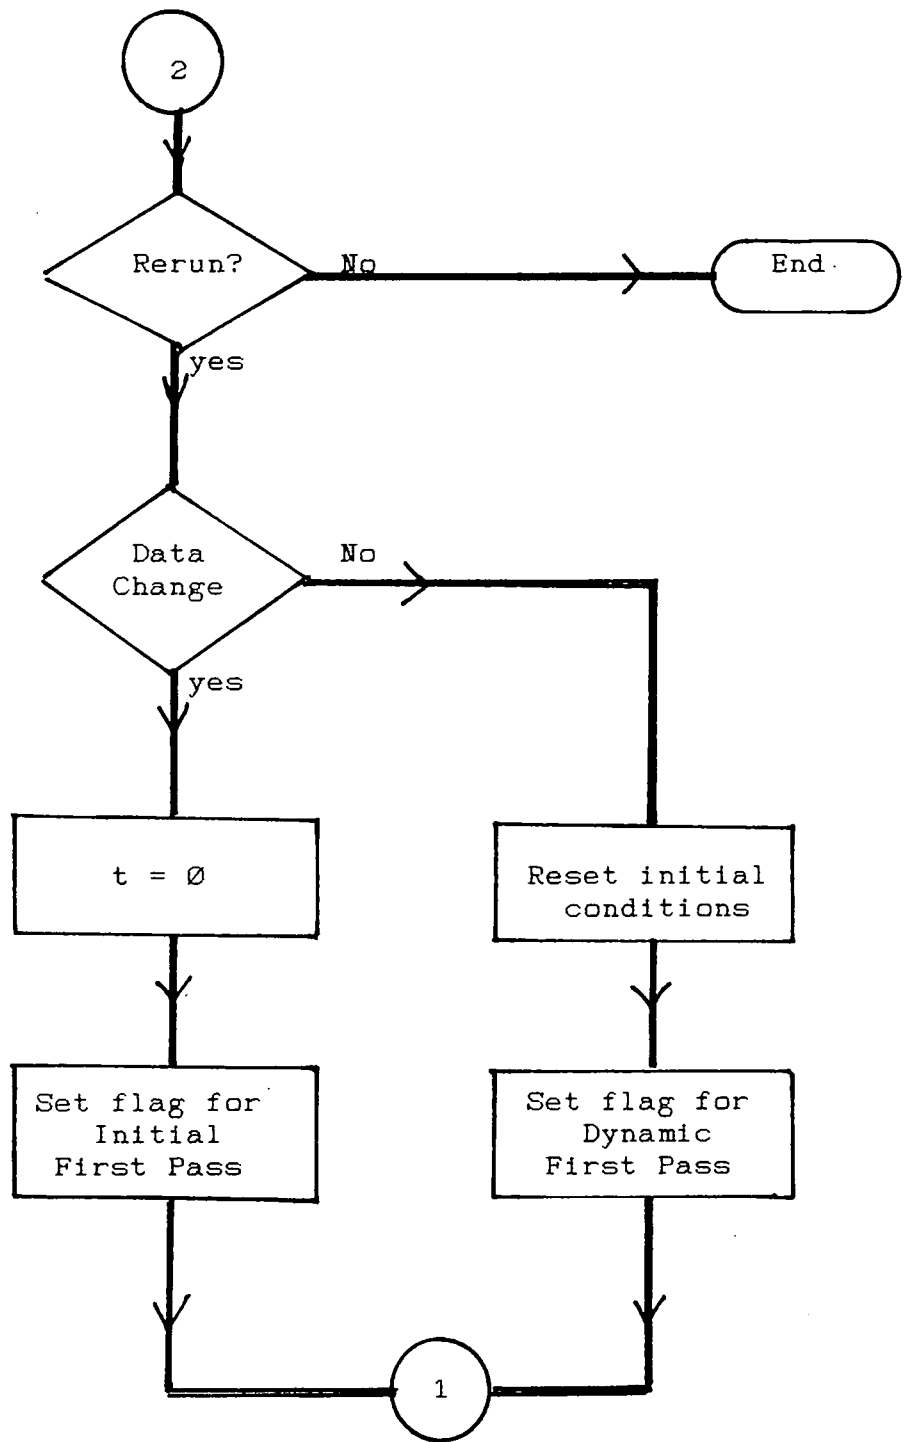 2
Rerun?
No
End
yes
Data
Change
No
yes
t = Ø
Reset initial
conditions
Set flag for
Initial
First Pass
Set flag for
Dynamic
First Pass
1